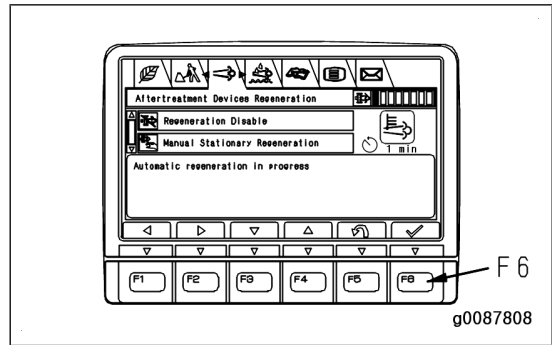 Aftertreatment Devices Regeneration
Regeneration Disable
Manual Stationary Regeneration
1 min
Automatic regeneration in progress
F1 F2 F3 F4 F5 F6
F6
g0087808